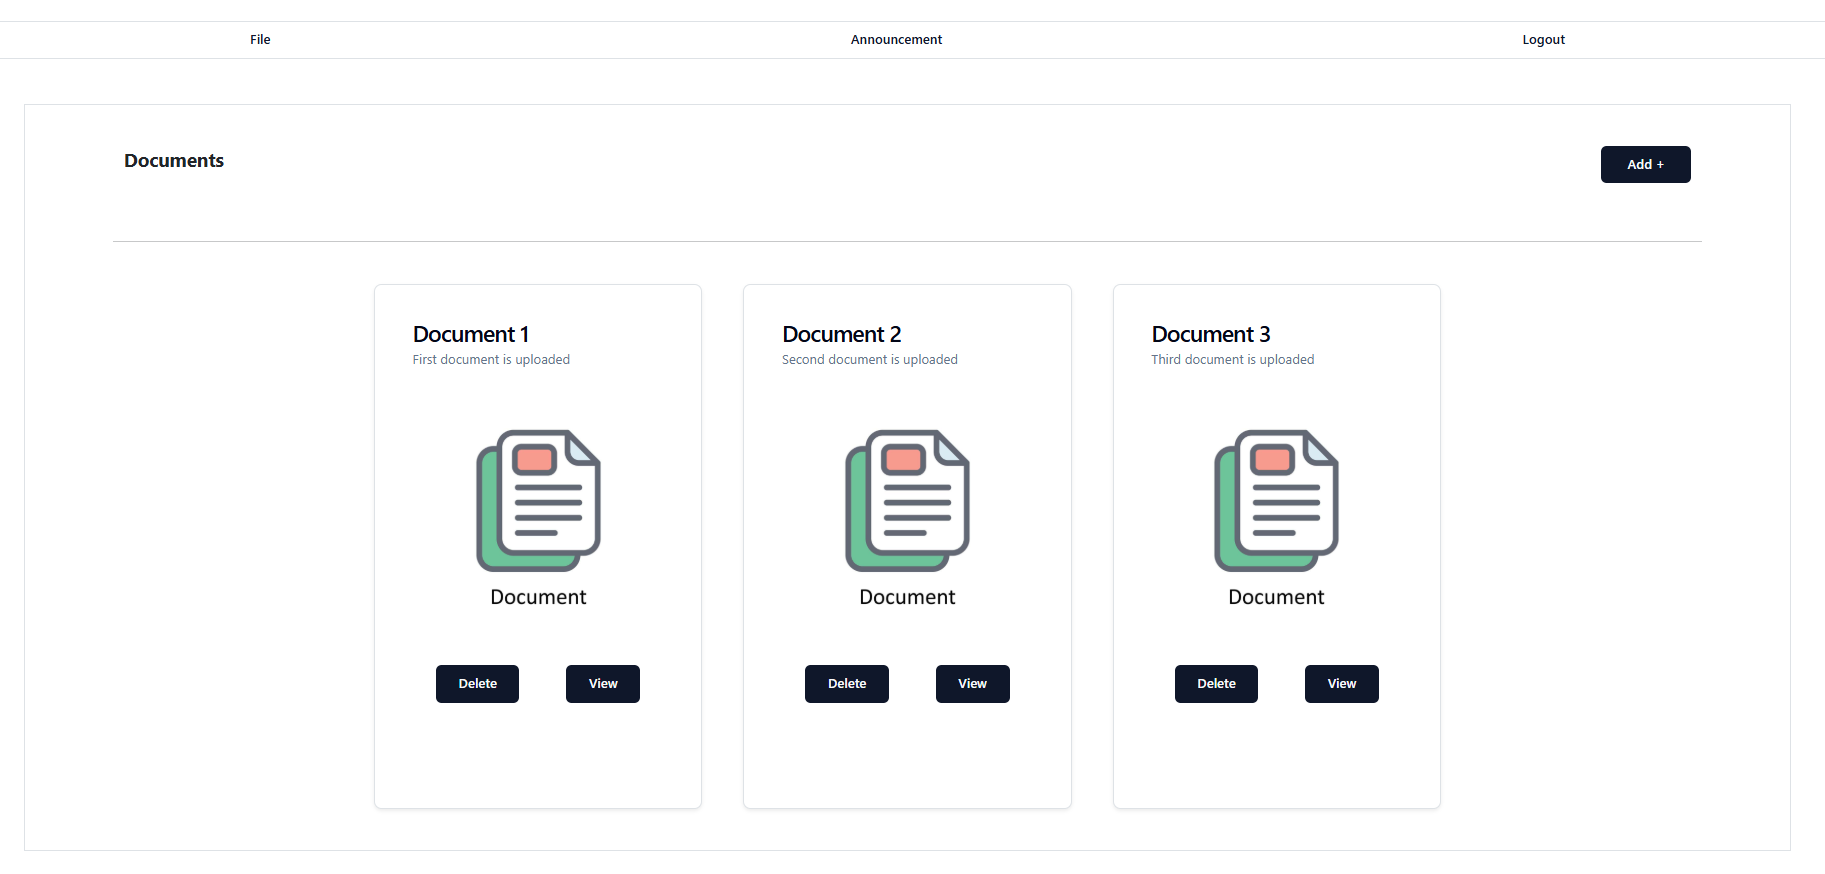 File
Announcement
Logout
Documents
Add +
Document 1
First document is uploaded
Document
Delete
View
Document 2
Second document is uploaded
Document
Delete
View
Document 3
Third document is uploaded
Document
Delete
View